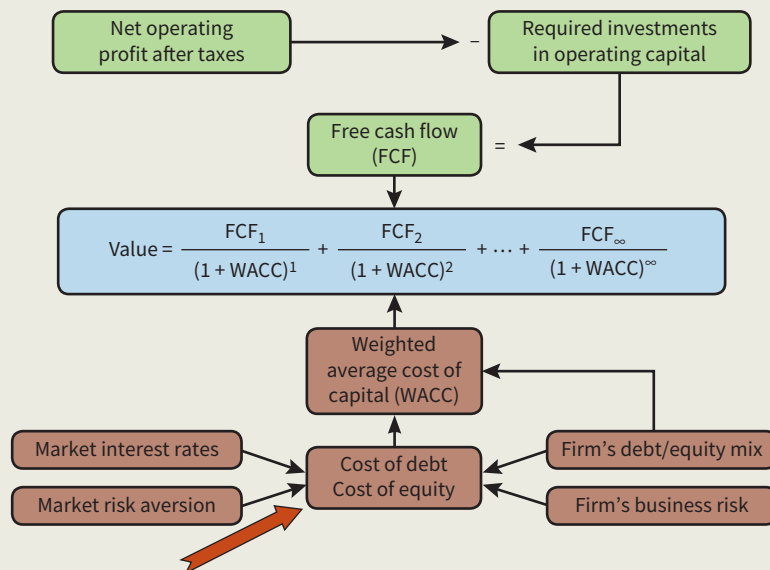 Net operating
profit after taxes
–
Required investments
in operating capital
Free cash flow
(FCF)
=
Value = FCF₁ / (1 + WACC)¹ + FCF₂ / (1 + WACC)² + ⋯ + FCF∞ / (1 + WACC)^∞
Weighted
average cost of
capital (WACC)
Market interest rates
Market risk aversion
Cost of debt
Cost of equity
Firm’s debt/equity mix
Firm’s business risk